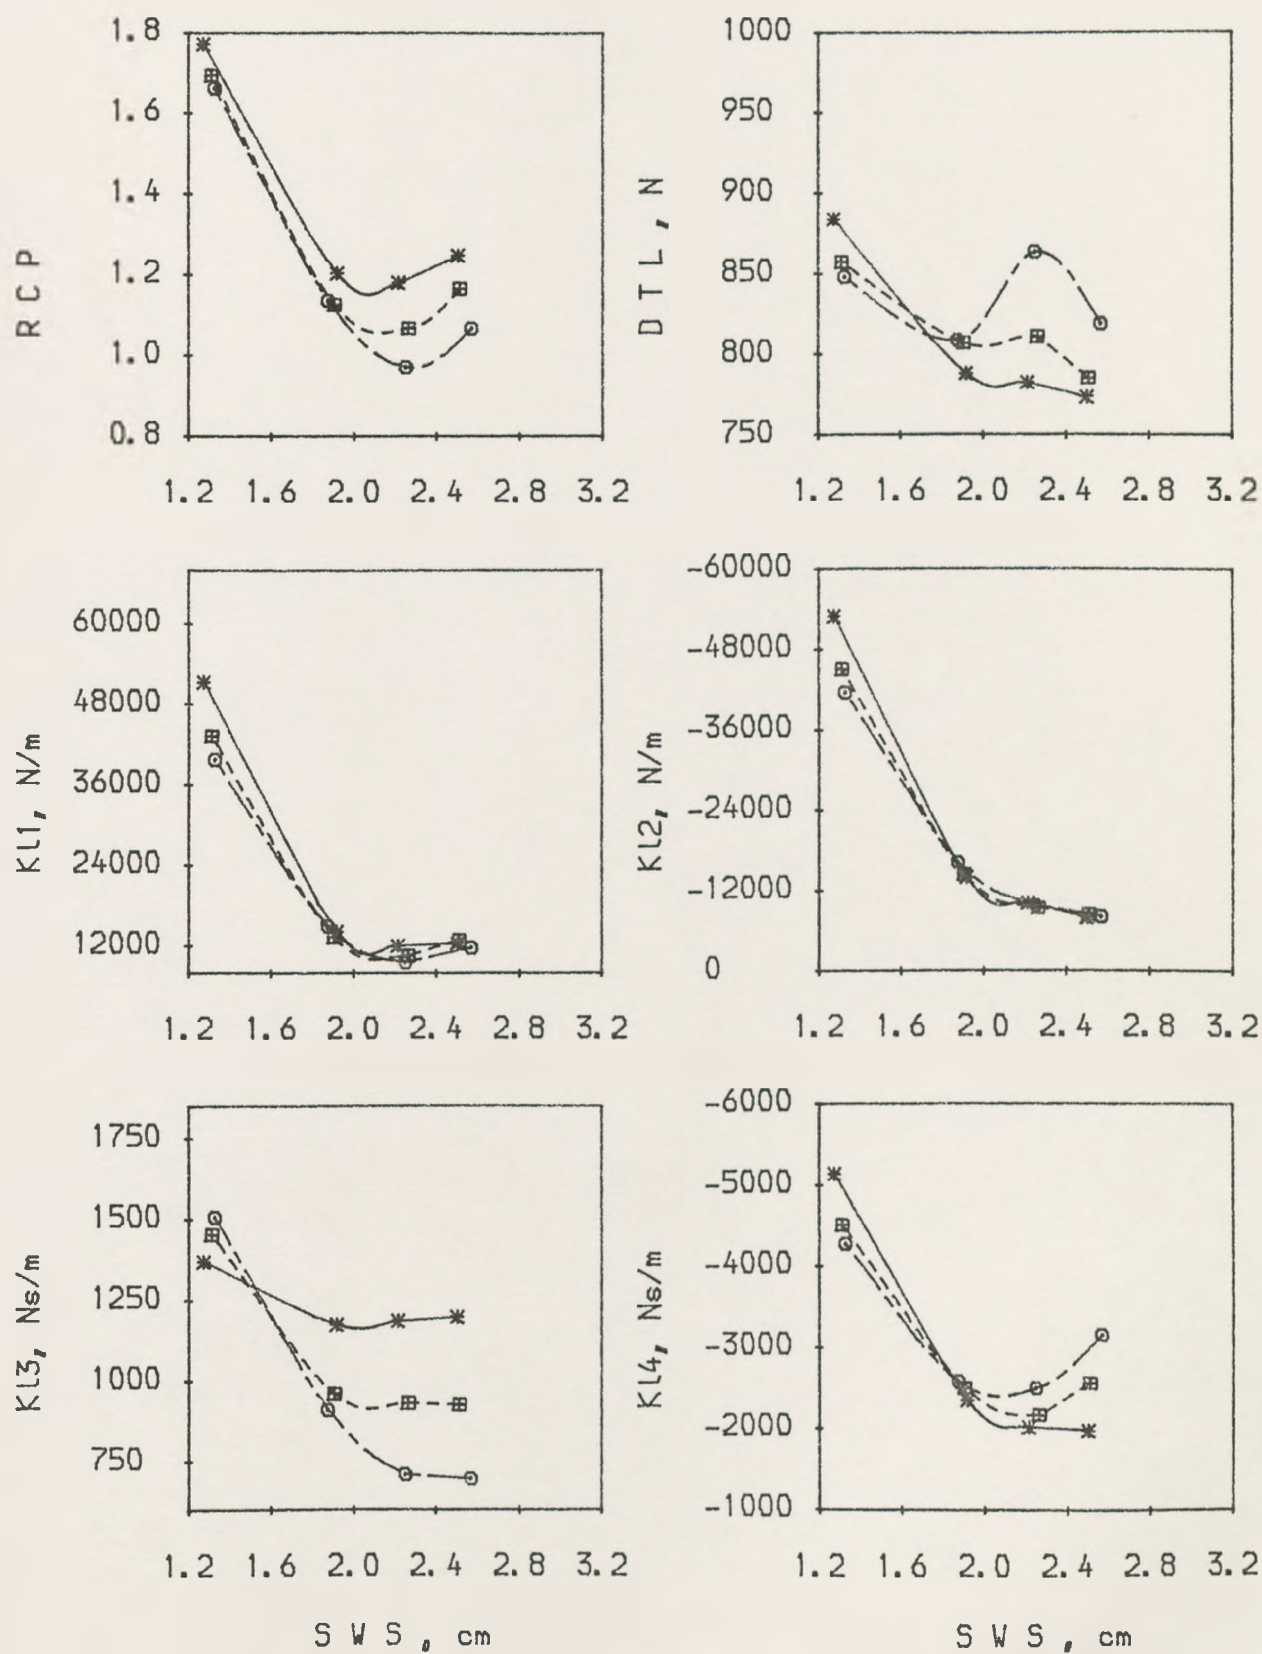 1.8
1.6
1.4
1.2
1.0
0.8
RCP
1.2 1.6 2.0 2.4 2.8 3.2
1000
950
900
850
800
750
DTL, N
1.2 1.6 2.0 2.4 2.8 3.2
60000
48000
36000
24000
12000
KL1, N/m
1.2 1.6 2.0 2.4 2.8 3.2
-60000
-48000
-36000
-24000
-12000
0
KL2, N/m
1.2 1.6 2.0 2.4 2.8 3.2
1750
1500
1250
1000
750
KL3, Ns/m
1.2 1.6 2.0 2.4 2.8 3.2
SWS, cm
-6000
-5000
-4000
-3000
-2000
-1000
KL4, Ns/m
1.2 1.6 2.0 2.4 2.8 3.2
SWS, cm